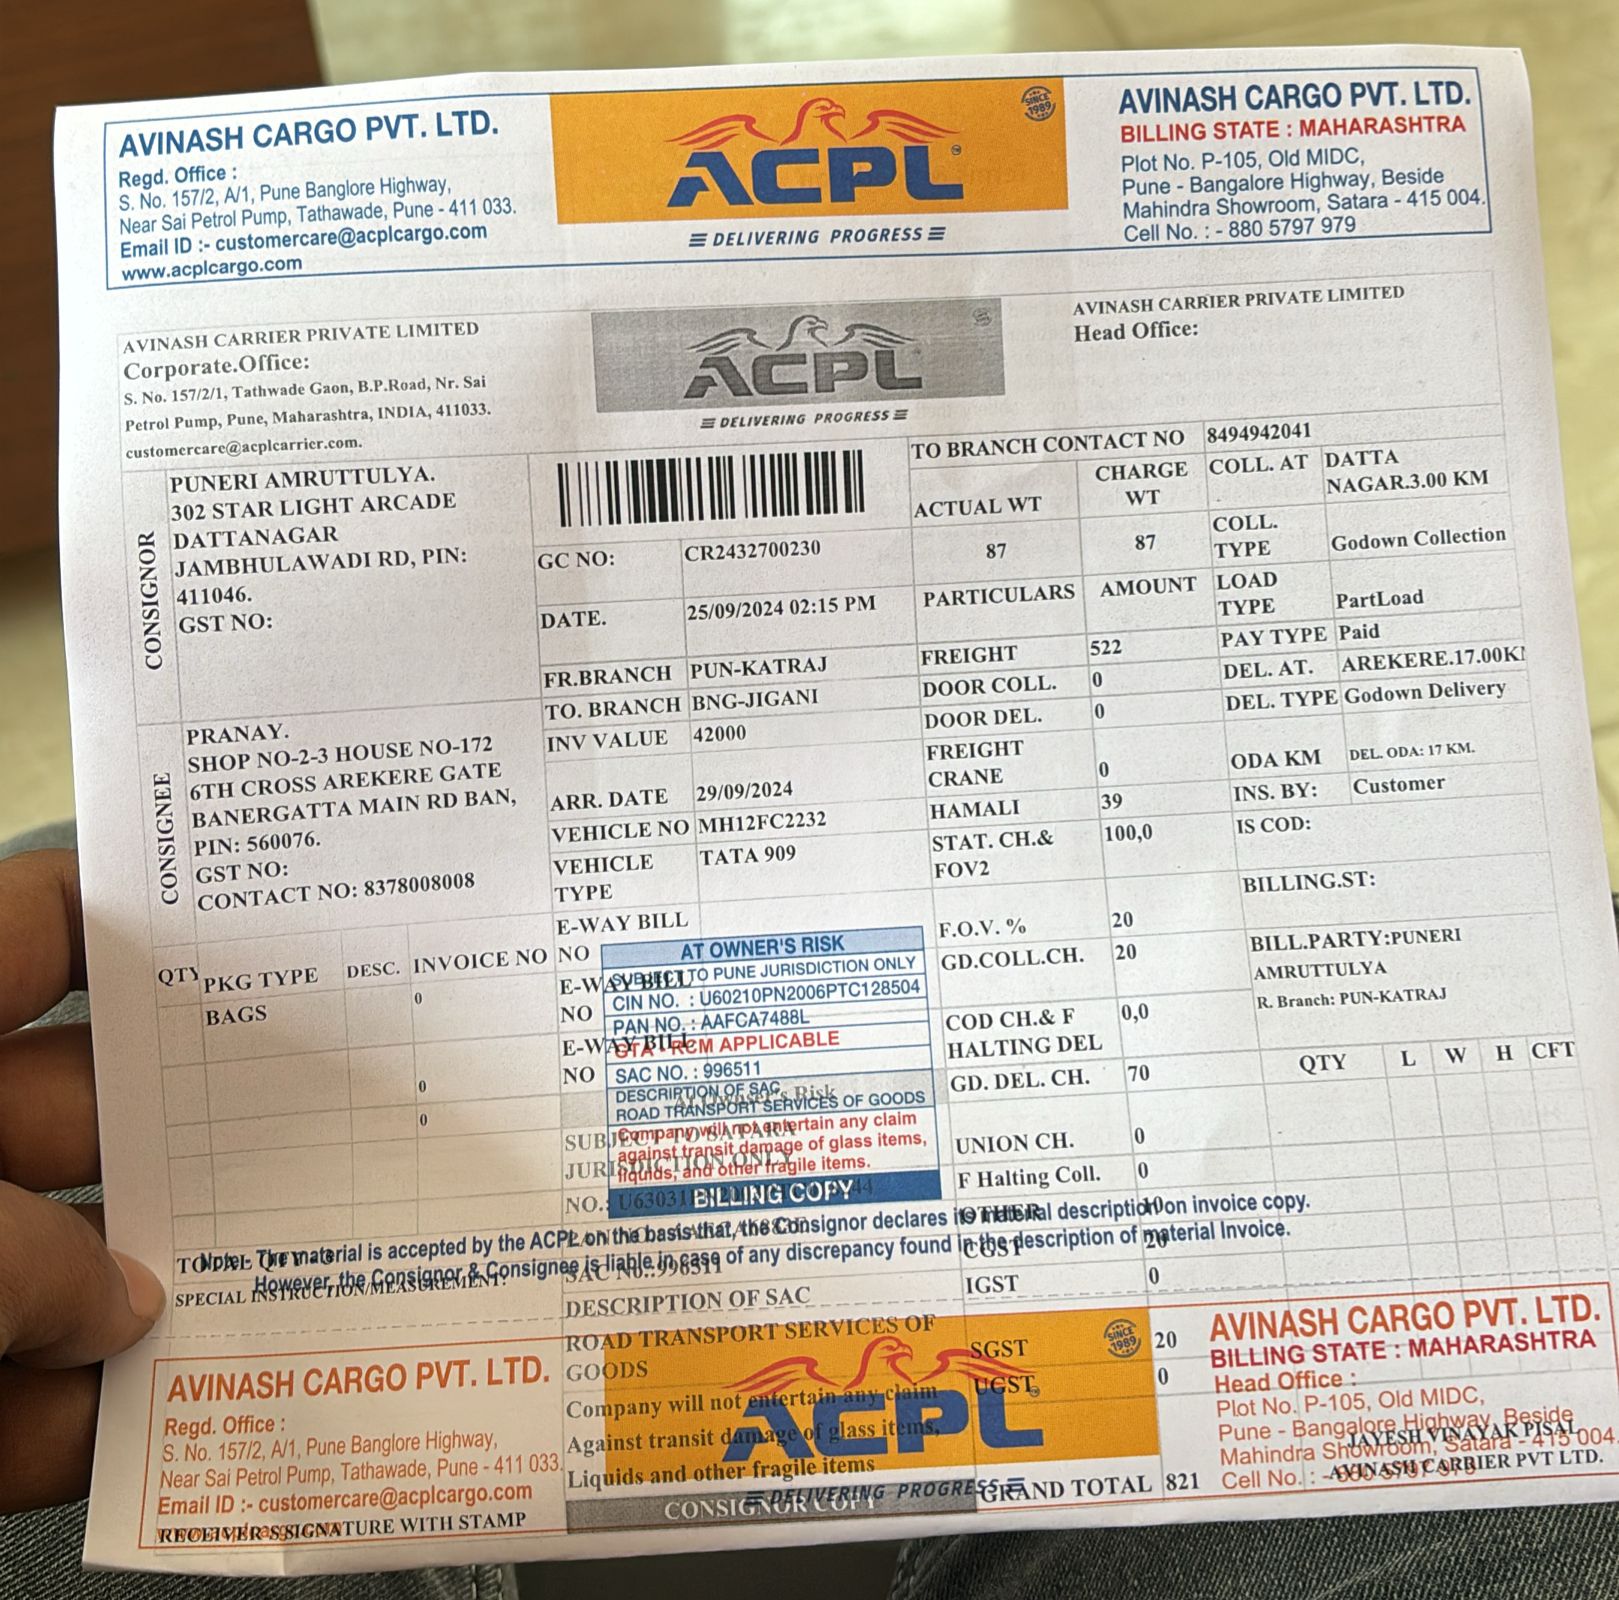 AVINASH CARGO PVT. LTD.
Regd. Office :
S. No. 157/2, A/1, Pune Banglore Highway,
Near Sai Petrol Pump, Tathawade, Pune - 411 033.
Email ID :- customercare@acplcargo.com
www.acplcargo.com
SINCE 1989
ACPL
DELIVERING PROGRESS
AVINASH CARGO PVT. LTD.
BILLING STATE : MAHARASHTRA
Plot No. P-105, Old MIDC,
Pune - Bangalore Highway, Beside
Mahindra Showroom, Satara - 415 004.
Cell No. : - 880 5797 979
AVINASH CARRIER PRIVATE LIMITED
Corporate.Office:
S. No. 157/2/1, Tathwade Gaon, B.P.Road, Nr. Sai
Petrol Pump, Pune, Maharashtra, INDIA, 411033.
customercare@acplcarrier.com.
ACPL
DELIVERING PROGRESS
AVINASH CARRIER PRIVATE LIMITED
Head Office:
CONSIGNOR
PUNERI AMRUTTULYA.
302 STAR LIGHT ARCADE
DATTANAGAR
JAMBHULAWADI RD, PIN:
411046.
GST NO:
CONSIGNEE
PRANAY.
SHOP NO-2-3 HOUSE NO-172
6TH CROSS AREKERE GATE
BANERGATTA MAIN RD BAN,
PIN: 560076.
GST NO:
CONTACT NO: 8378008008
GC NO: CR2432700230
DATE. 25/09/2024 02:15 PM
FR.BRANCH PUN-KATRAJ
TO. BRANCH BNG-JIGANI
INV VALUE 42000
ARR. DATE 29/09/2024
VEHICLE NO MH12FC2232
VEHICLE TYPE TATA 909
E-WAY BILL
NO
E-WAY BILL
NO
E-WAY BILL
NO
TO BRANCH CONTACT NO 8494942041
ACTUAL WT CHARGE WT
87 87
PARTICULARS AMOUNT
FREIGHT 522
DOOR COLL. 0
DOOR DEL. 0
FREIGHT CRANE 0
HAMALI 39
STAT. CH.& FOV2 100,0
F.O.V. % 20
GD.COLL.CH. 20
COD CH.& F HALTING DEL 0,0
GD. DEL. CH. 70
UNION CH. 0
F Halting Coll. 0
OTHER 10
CGST 20
IGST 0
SGST 20
UGST 0
GRAND TOTAL 821
COLL. AT DATTA NAGAR.3.00 KM
COLL. TYPE Godown Collection
LOAD TYPE PartLoad
PAY TYPE Paid
DEL. AT. AREKERE.17.00K
DEL. TYPE Godown Delivery
ODA KM DEL. ODA: 17 KM.
INS. BY: Customer
IS COD:
BILLING.ST:
BILL.PARTY:PUNERI
AMRUTTULYA
R. Branch: PUN-KATRAJ
QTY L W H CFT
QTY PKG TYPE DESC. INVOICE NO
BAGS 0
0
0
AT OWNER'S RISK
SUBJECT TO PUNE JURISDICTION ONLY
CIN NO. : U60210PN2006PTC128504
PAN NO. : AAFCA7488L
GTA - RCM APPLICABLE
SAC NO. : 996511
DESCRIPTION OF SAC
ROAD TRANSPORT SERVICES OF GOODS
Company will not entertain any claim
against transit damage of glass items,
liquids, and other fragile items.
BILLING COPY
At Owner's Risk
SUBJECT TO SATARA
JURISDICTION ONLY
NO.:
Note:- The material is accepted by the ACPL on the basis that, the Consignor declares its material description on invoice copy.
However, the Consignor & Consignee is liable in case of any discrepancy found in the description of material Invoice.
SPECIAL INSTRUCTION/MEASUREMENT:
SAC No.:996511
DESCRIPTION OF SAC
ROAD TRANSPORT SERVICES OF
GOODS
Company will not entertain any claim
Against transit damage of glass items,
Liquids and other fragile items
CONSIGNOR COPY
AVINASH CARGO PVT. LTD.
Regd. Office :
S. No. 157/2, A/1, Pune Banglore Highway,
Near Sai Petrol Pump, Tathawade, Pune - 411 033.
Email ID :- customercare@acplcargo.com
RECEIVER'S SIGNATURE WITH STAMP
SINCE 1989
ACPL
DELIVERING PROGRESS
AVINASH CARGO PVT. LTD.
BILLING STATE : MAHARASHTRA
Head Office :
Plot No. P-105, Old MIDC,
Pune - Bangalore Highway, Beside
Mahindra Showroom, Satara - 415 004
Cell No. : -
JAYESH VINAYAK PISAL
AVINASH CARRIER PVT LTD.